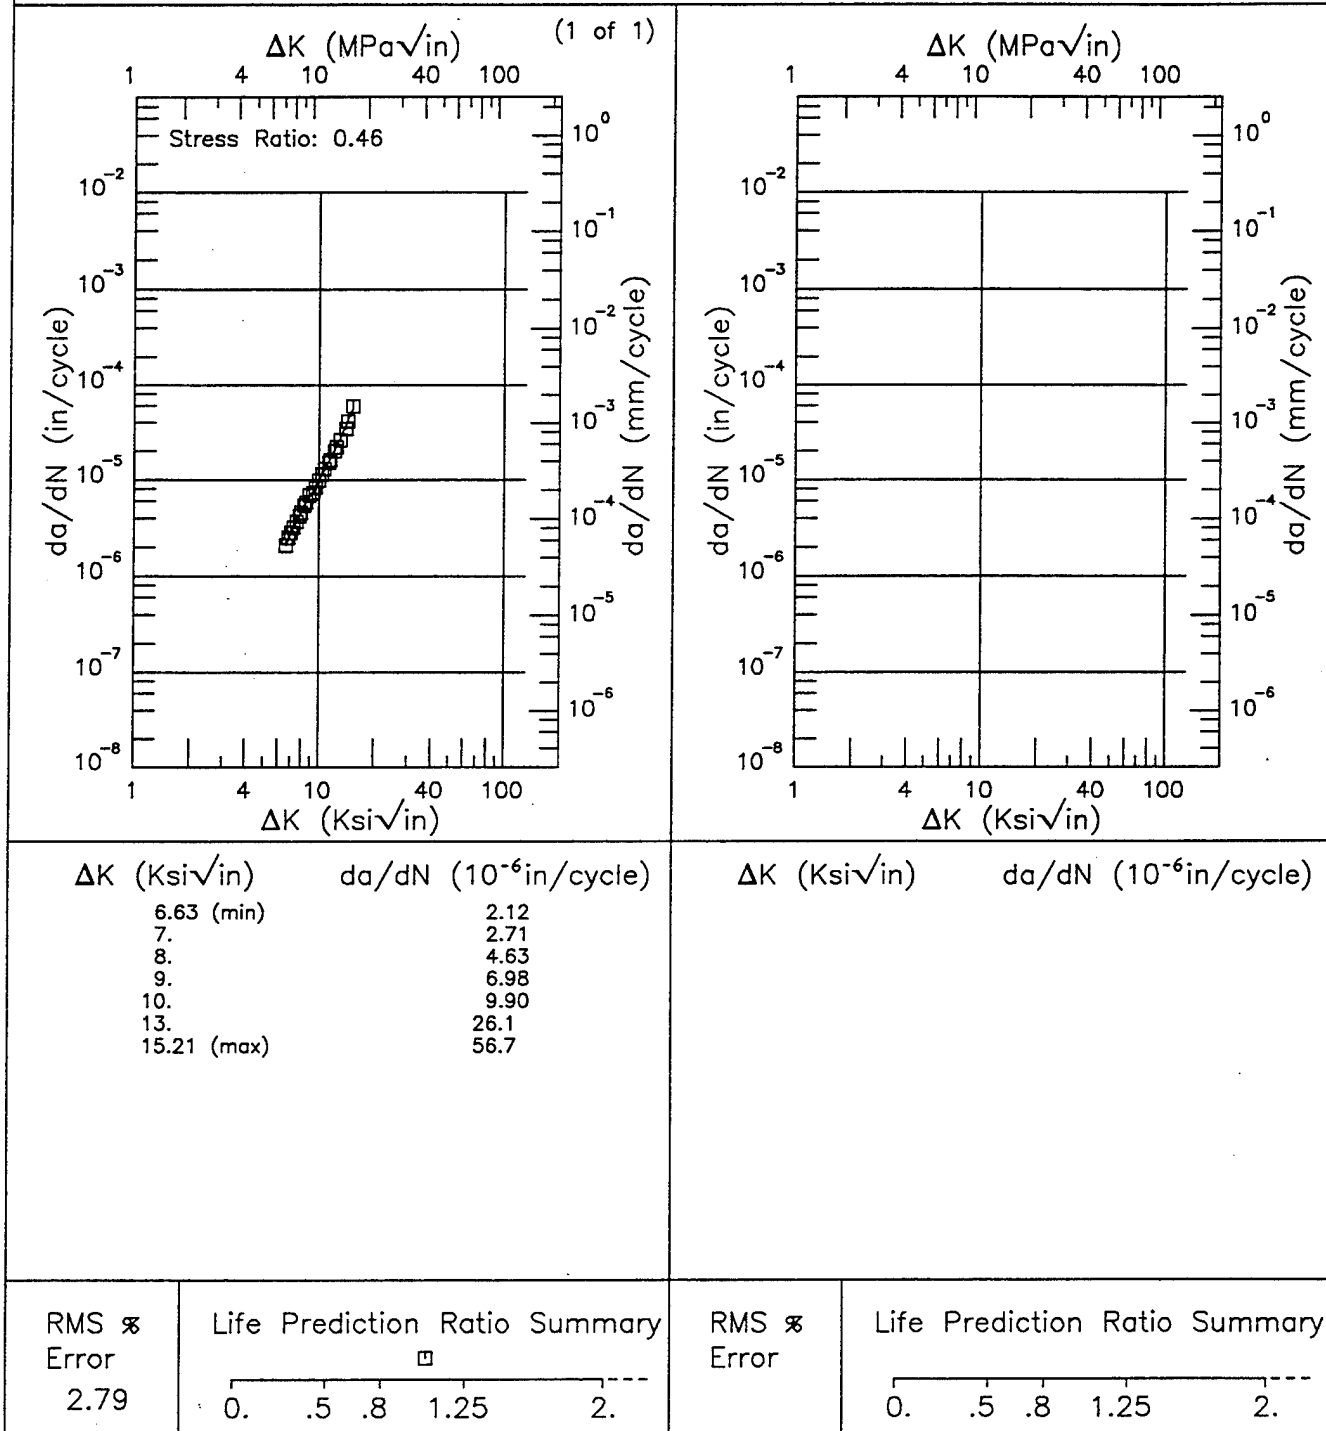 (1 of 1)
ΔK (MPa√in)
1 4 10 40 100
Stress Ratio: 0.46
10⁻²
10⁻³
10⁻⁴
10⁻⁵
10⁻⁶
10⁻⁷
10⁻⁸
da/dN (in/cycle)
10⁰
10⁻¹
10⁻²
10⁻³
10⁻⁴
10⁻⁵
10⁻⁶
da/dN (mm/cycle)
1 4 10 40 100
ΔK (Ksi√in)
ΔK (MPa√in)
1 4 10 40 100
10⁻²
10⁻³
10⁻⁴
10⁻⁵
10⁻⁶
10⁻⁷
10⁻⁸
da/dN (in/cycle)
10⁰
10⁻¹
10⁻²
10⁻³
10⁻⁴
10⁻⁵
10⁻⁶
da/dN (mm/cycle)
1 4 10 40 100
ΔK (Ksi√in)
ΔK (Ksi√in) da/dN (10⁻⁶in/cycle)
6.63 (min) 2.12
7. 2.71
8. 4.63
9. 6.98
10. 9.90
13. 26.1
15.21 (max) 56.7
ΔK (Ksi√in) da/dN (10⁻⁶in/cycle)
RMS %
Error
2.79
Life Prediction Ratio Summary
0. .5 .8 1.25 2.
RMS %
Error
Life Prediction Ratio Summary
0. .5 .8 1.25 2.